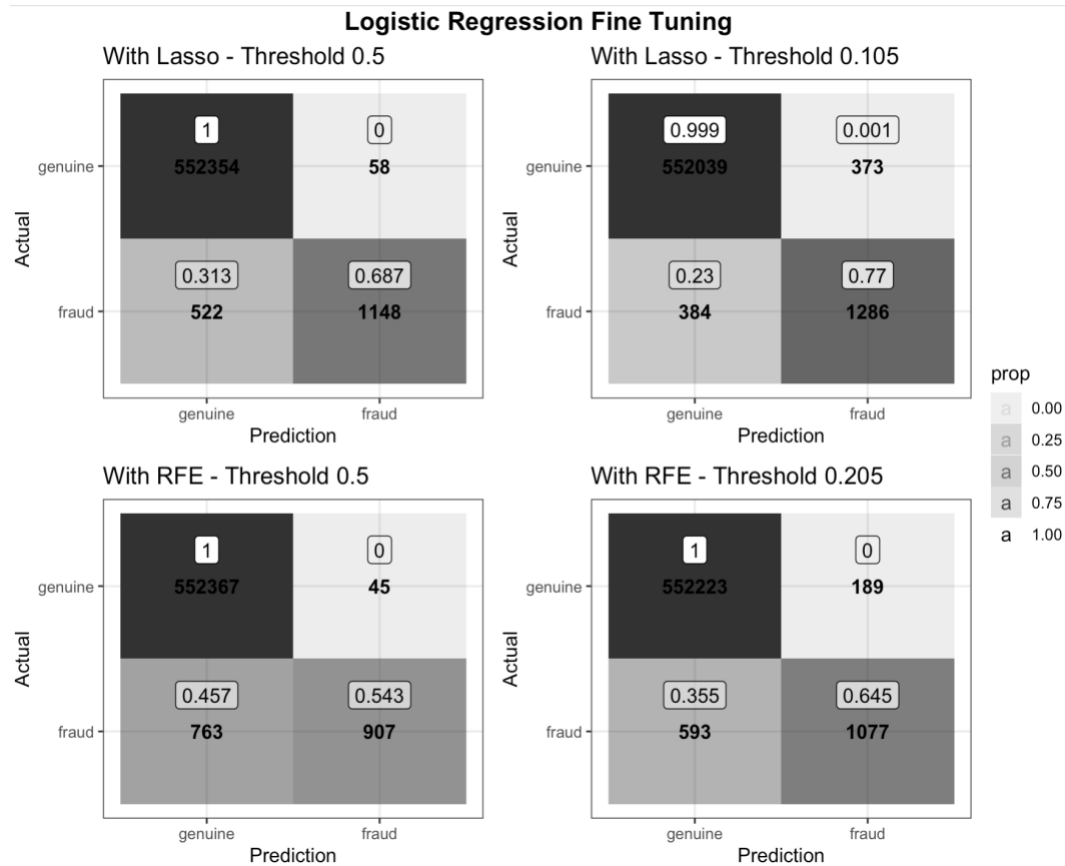 Logistic Regression Fine Tuning
With Lasso - Threshold 0.5
1
0
genuine
552354
58
Actual
0.313
0.687
fraud
522
1148
genuine
fraud
Prediction
With Lasso - Threshold 0.105
0.999
0.001
genuine
552039
373
Actual
0.23
0.77
fraud
384
1286
genuine
fraud
Prediction
With RFE - Threshold 0.5
1
0
genuine
552367
45
Actual
0.457
0.543
fraud
763
907
genuine
fraud
Prediction
With RFE - Threshold 0.205
1
0
genuine
552223
189
Actual
0.355
0.645
fraud
593
1077
genuine
fraud
Prediction
prop
a 0.00
a 0.25
a 0.50
a 0.75
a 1.00